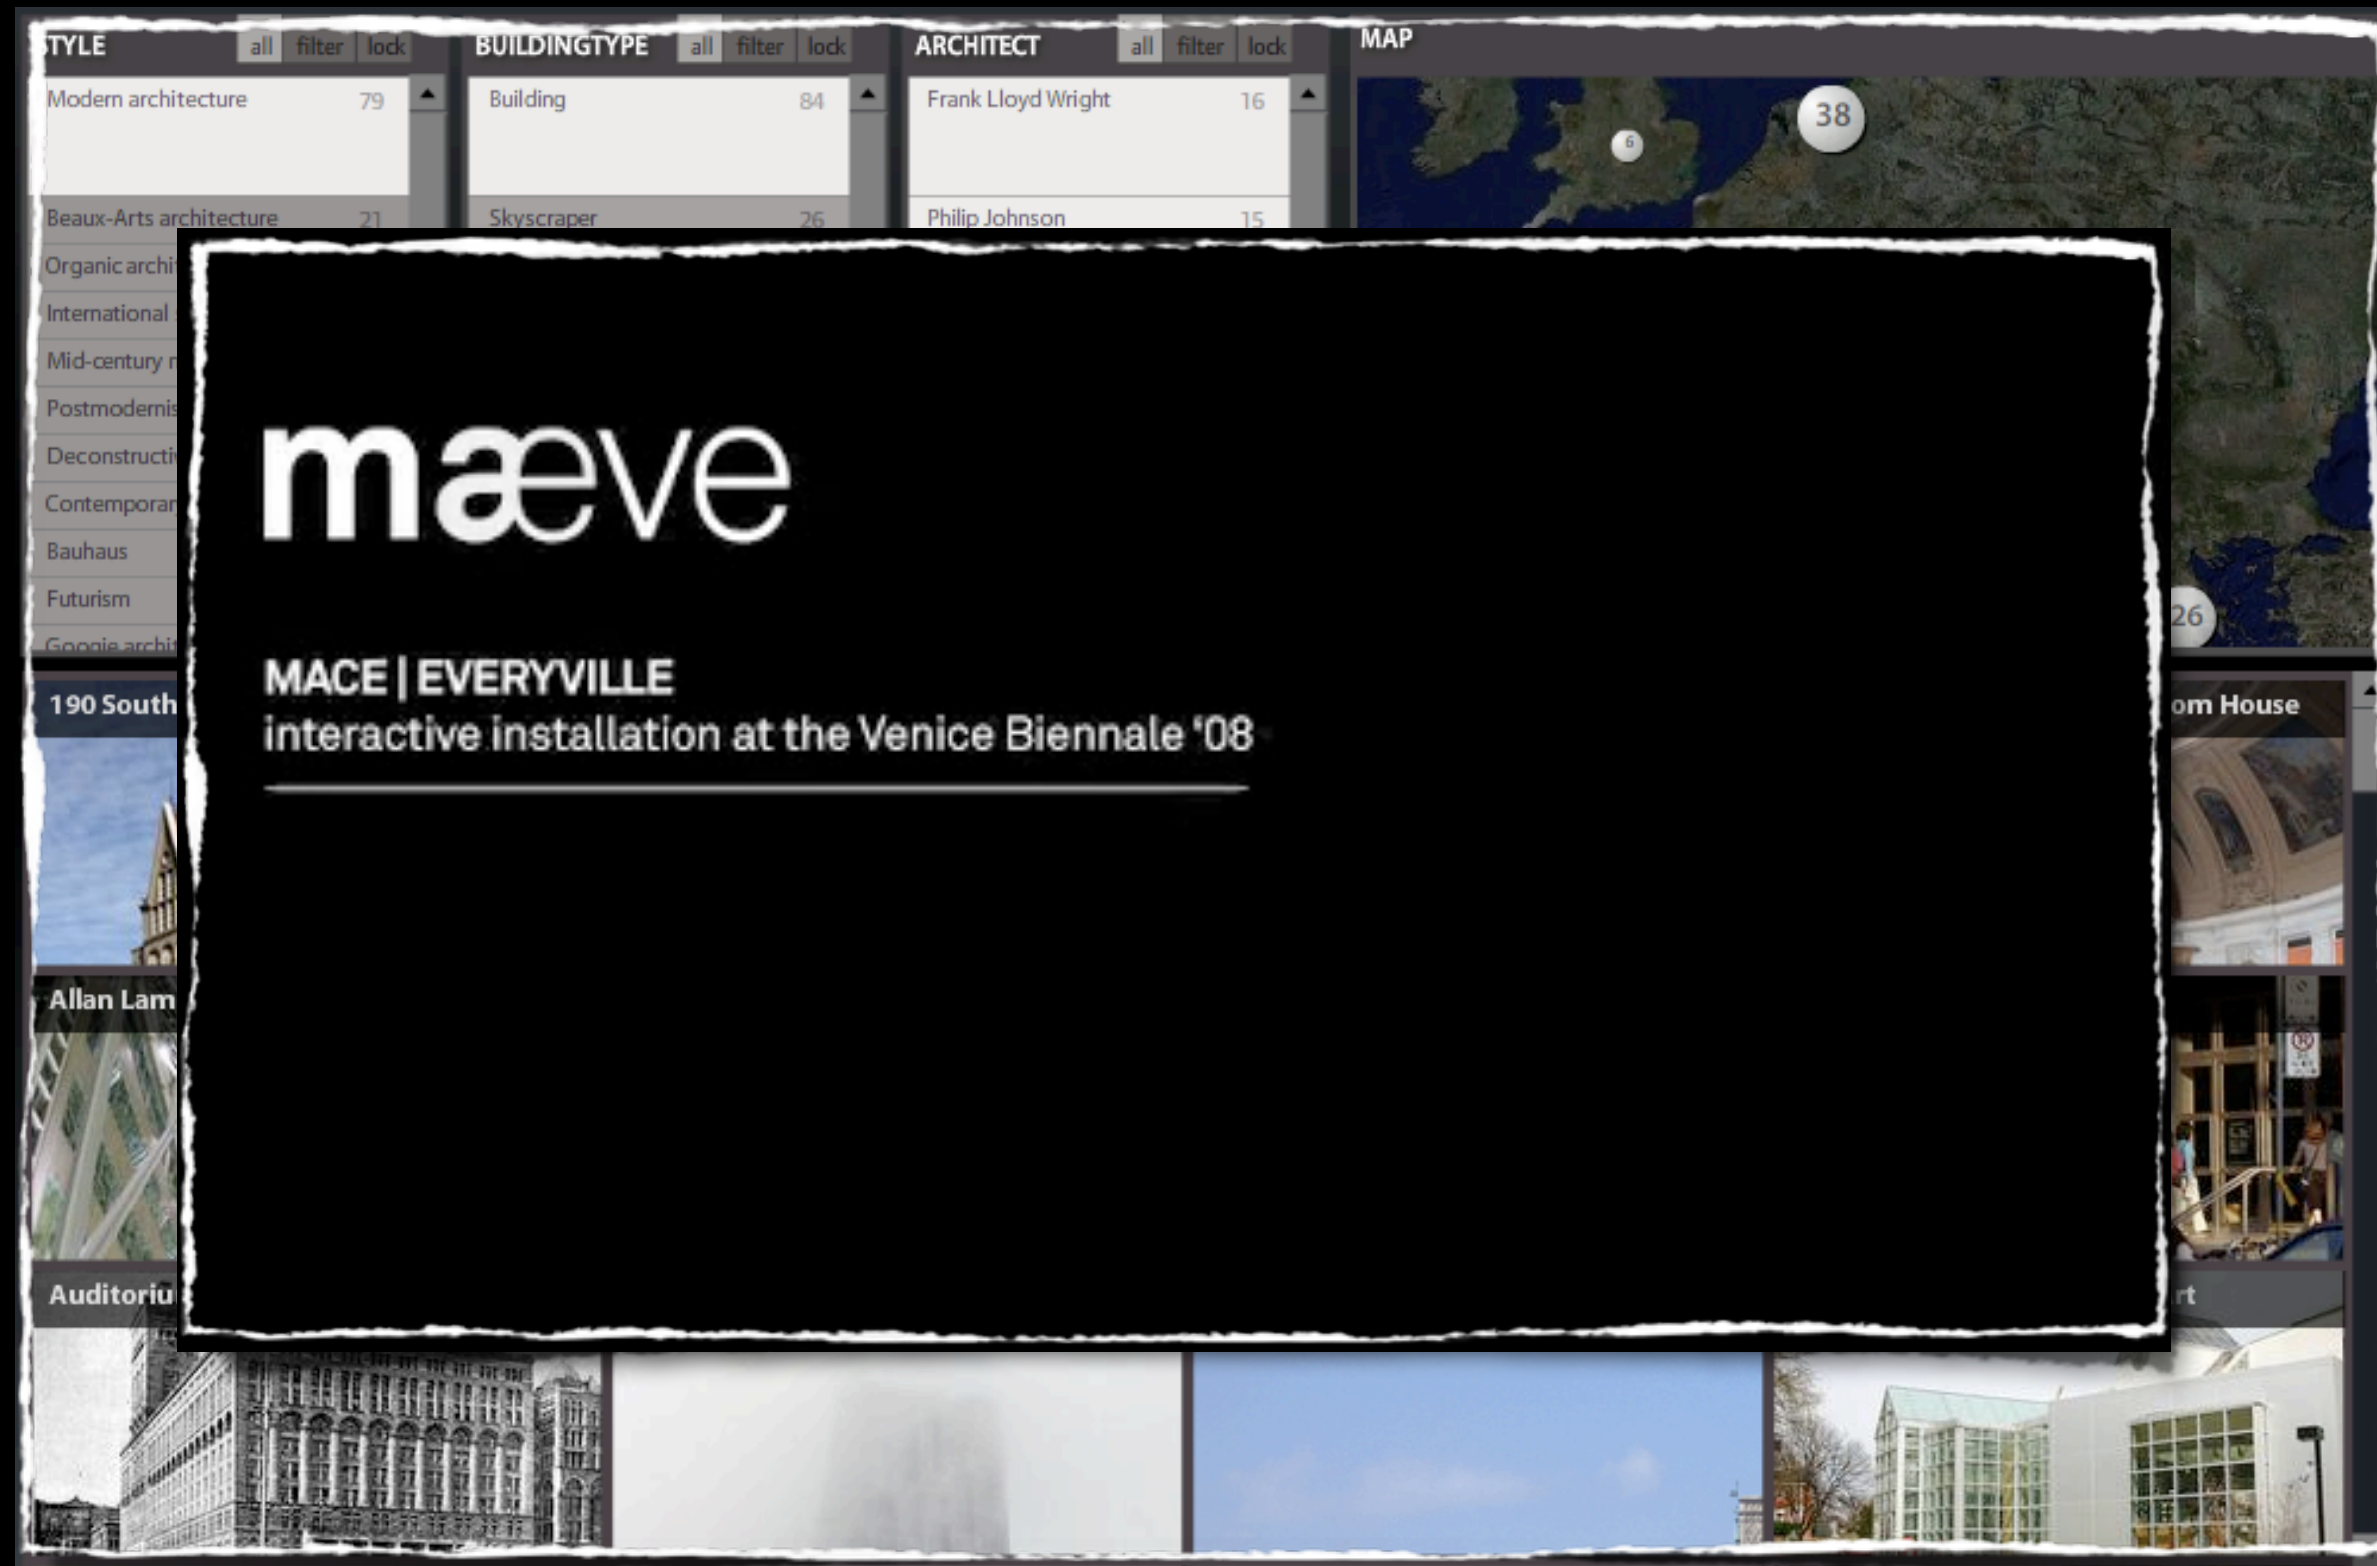 STYLE all filter lock BUILDINGTYPE all filter lock ARCHITECT all filter lock MAP
Modern architecture 79 Building 84 Frank Lloyd Wright 16 38
6
Beaux-Arts architecture 21 Skyscraper 26 Philip Johnson 15
Organic archi
International
Mid-century
mæve
Postmodernis
Deconstructi
Contemporar
Bauhaus
Futurism 26
Googie archit
MACE | EVERYVILLE
190 South om House
interactive installation at the Venice Biennale '08
Allan Lam
Auditoriu rt